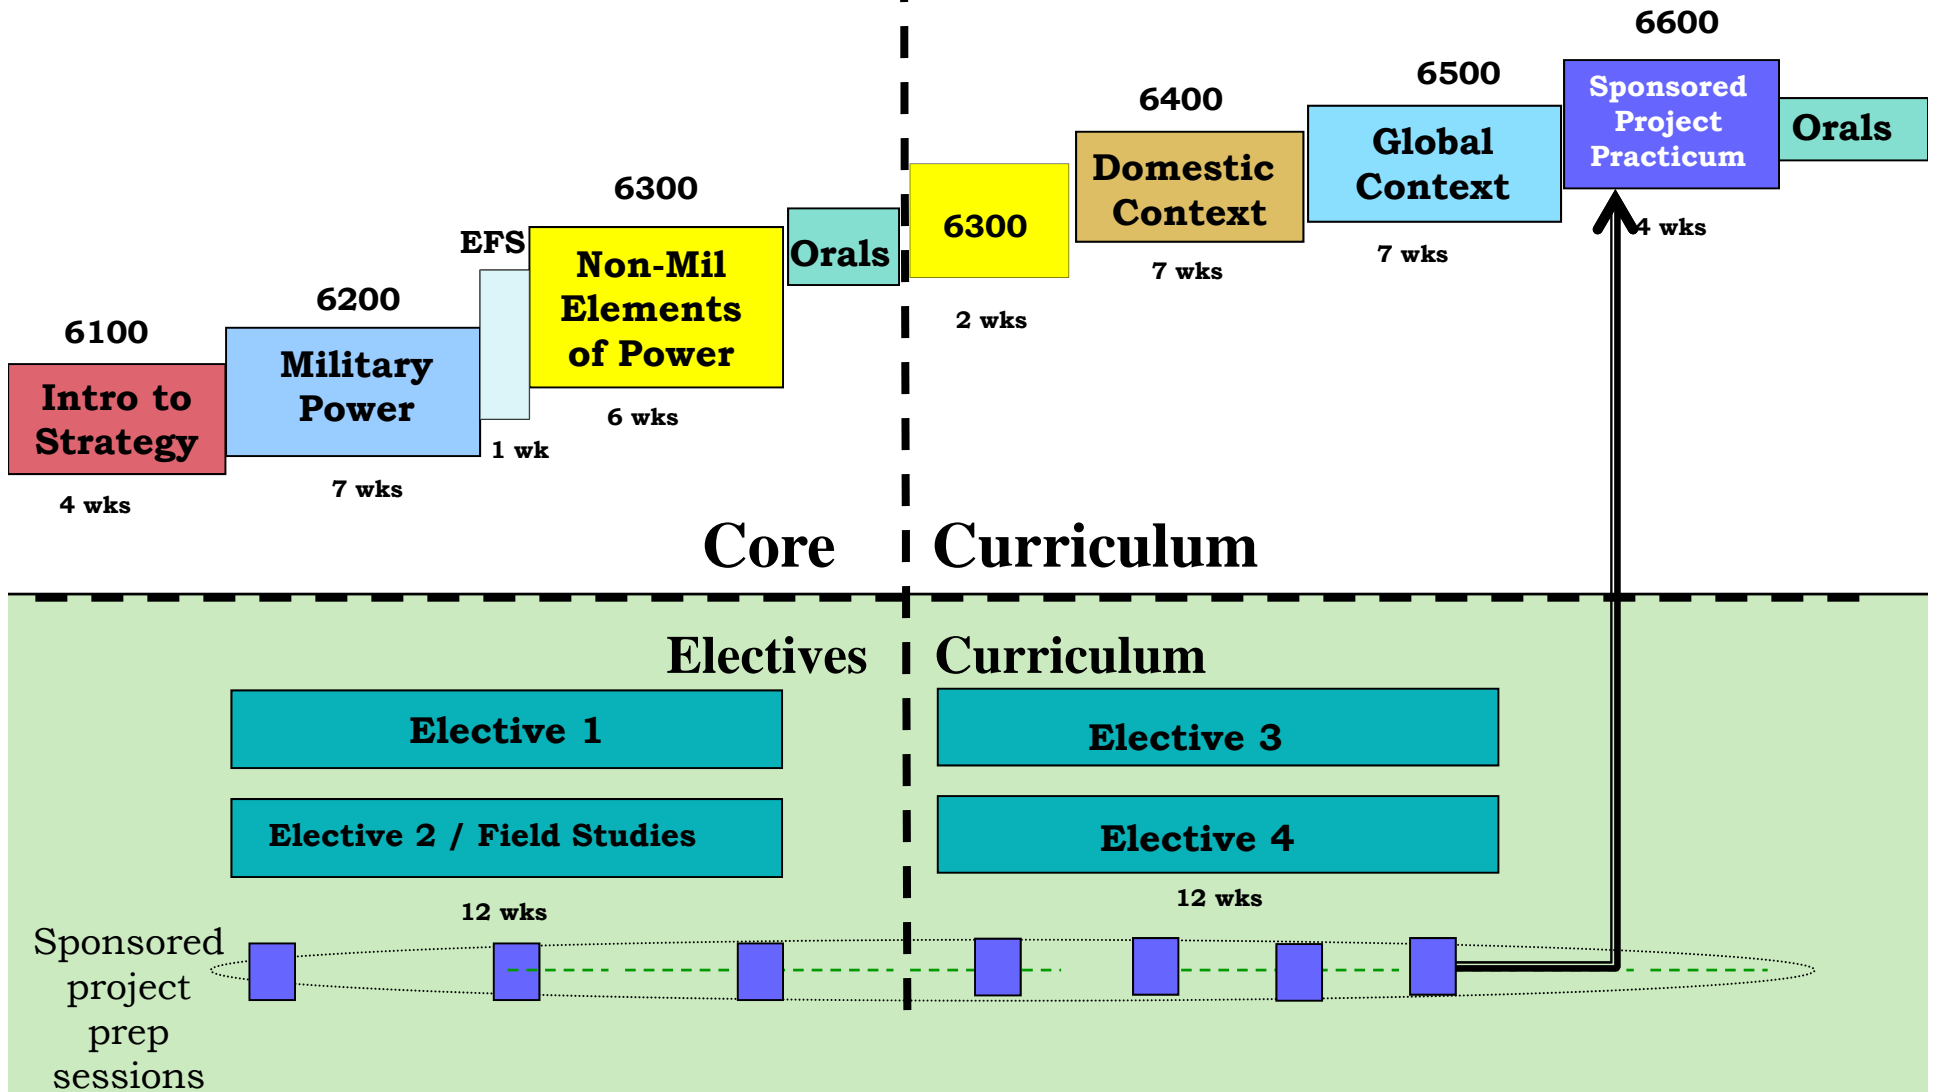 6100
Intro to
Strategy
4 wks
6200
Military
Power
7 wks
EFS
1 wk
6300
Non-Mil
Elements
of Power
6 wks
Orals
6300
2 wks
6400
Domestic
Context
7 wks
6500
Global
Context
7 wks
6600
Sponsored
Project
Practicum
4 wks
Orals
Core Curriculum
Electives Curriculum
Elective 1
Elective 2 / Field Studies
12 wks
Elective 3
Elective 4
12 wks
Sponsored
project
prep
sessions